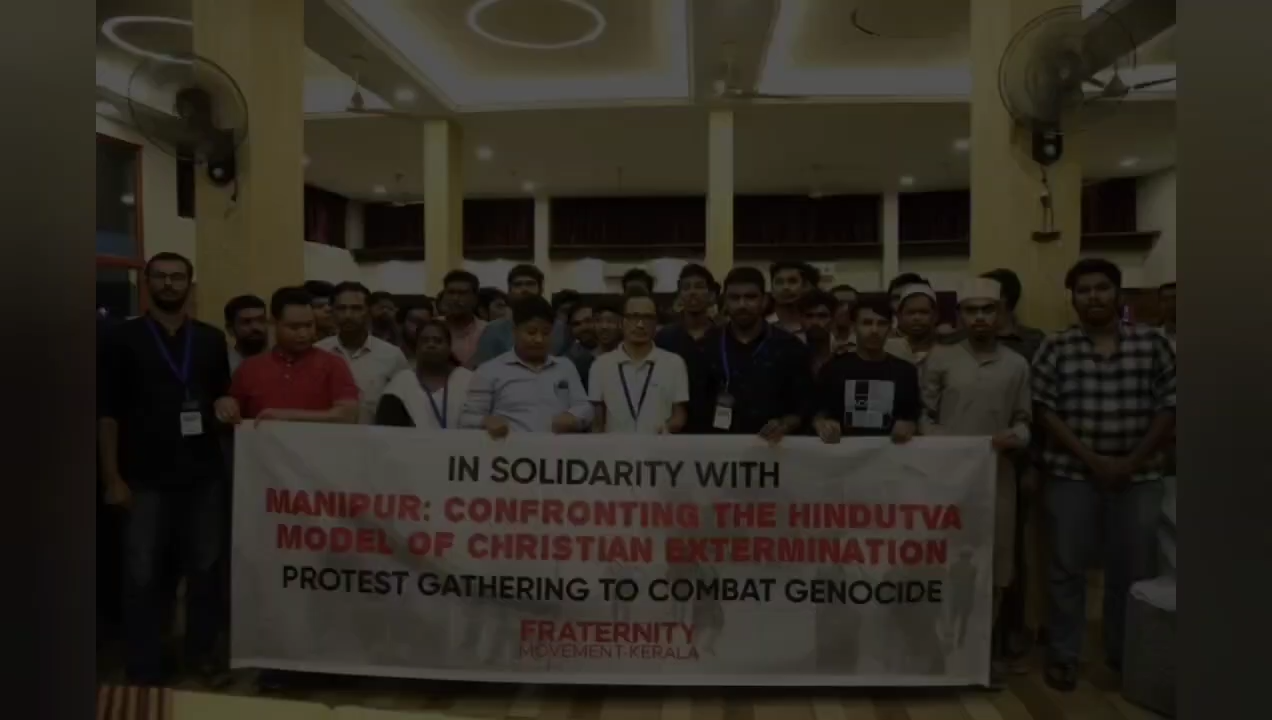 IN SOLIDARITY WITH
MANIPUR: CONFRONTING THE HINDUTVA
MODEL OF CHRISTIAN EXTERMINATION
PROTEST GATHERING TO COMBAT GENOCIDE
FRATERNITY
MOVEMENT-KERALA